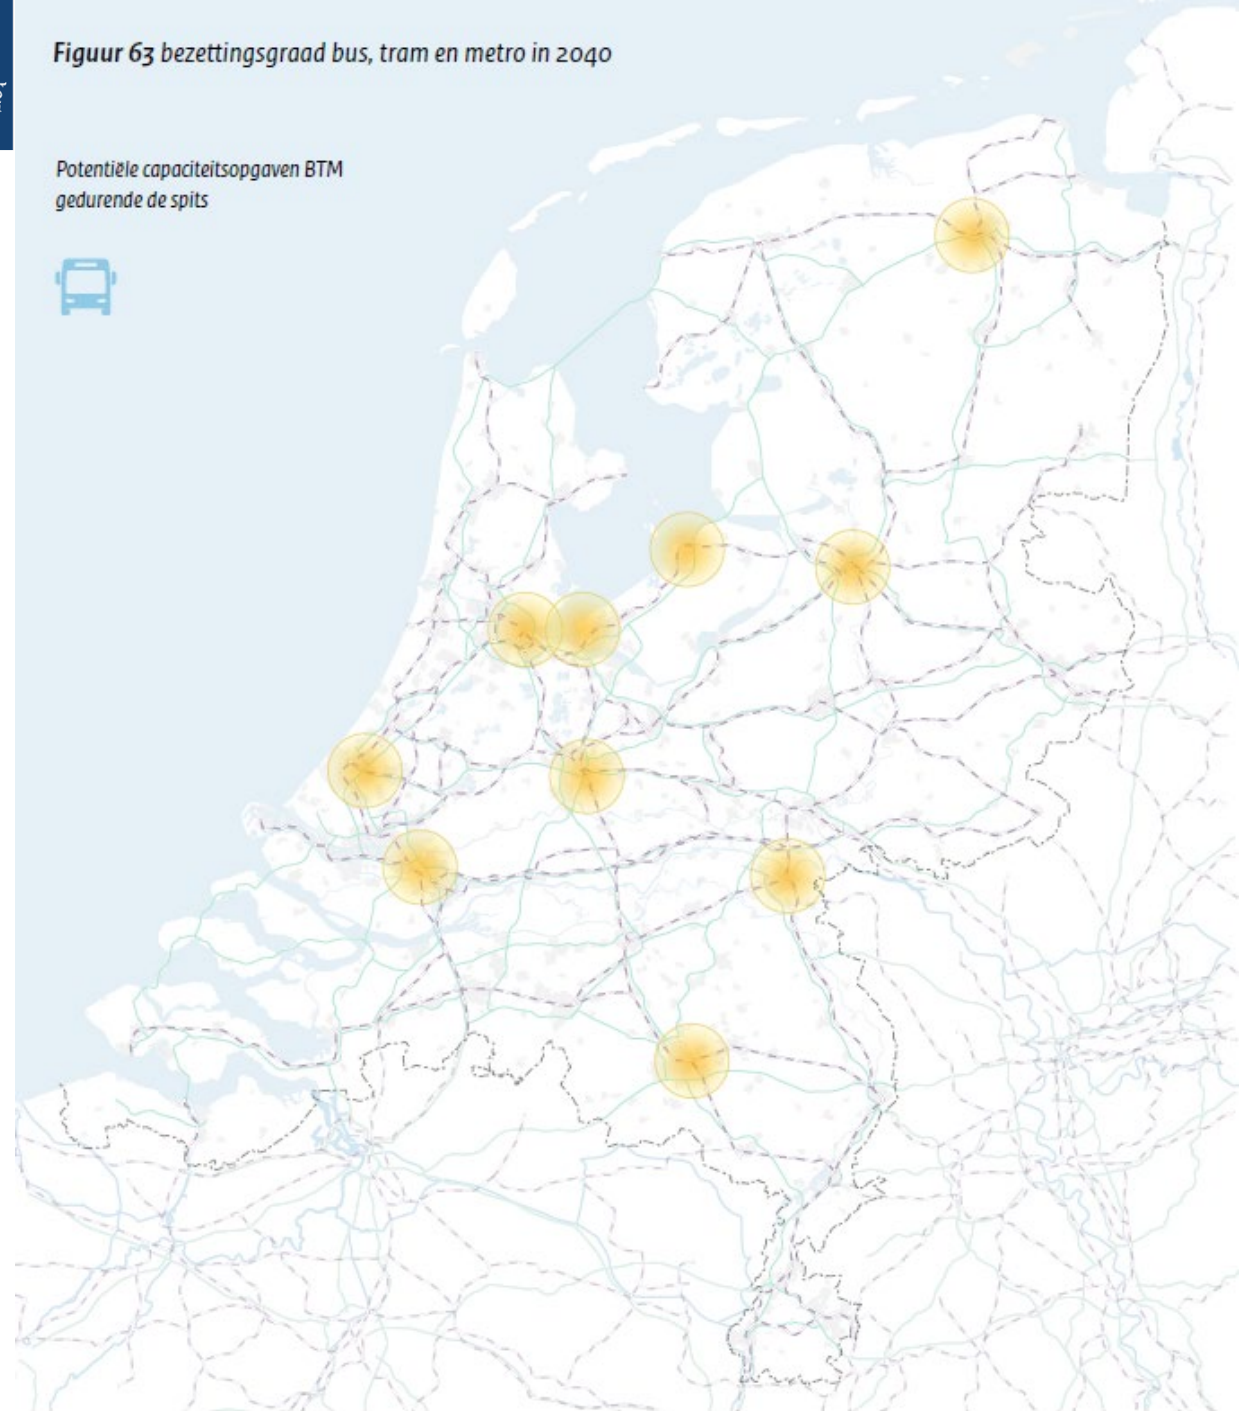 Figuur 63 bezettingsgraad bus, tram en metro in 2040
Potentiële capaciteitsopgaven BTM
gedurende de spits